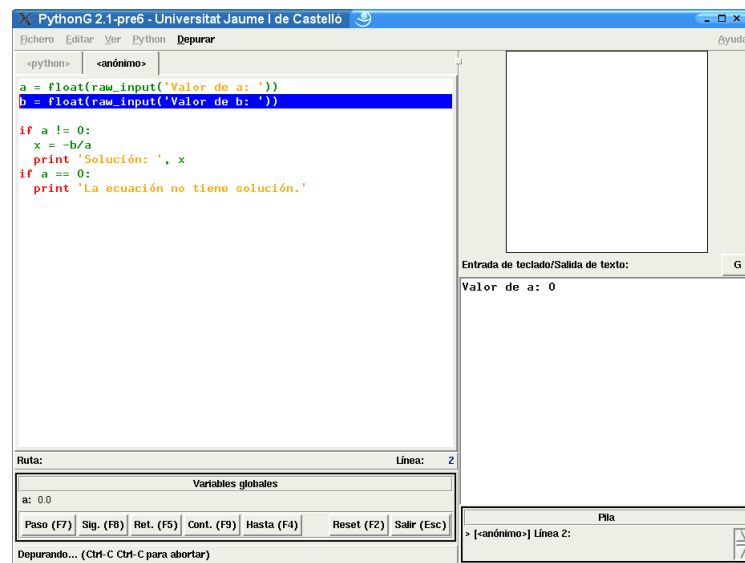 PythonG 2.1-pre6 - Universitat Jaume I de Castelló
Fichero Editar Ver Python Depurar
<python> <anónimo>
a = float(raw_input('Valor de a: '))
b = float(raw_input('Valor de b: '))
if a != 0:
x = -b/a
print 'Solución: ', x
if a == 0:
print 'La ecuación no tiene solución.'
Ruta: Línea: 2
Variables globales
a: 0.0
Paso (F7) Sig. (F8) Ret. (F5) Cont. (F9) Hasta (F4) Reset (F2) Salir (Esc)
Depurando... (Ctrl-C Ctrl-C para abortar)
Ayuda
Entrada de teclado/Salida de texto:
G
Valor de a: 0
Pila
> [<anónimo>] Línea 2: